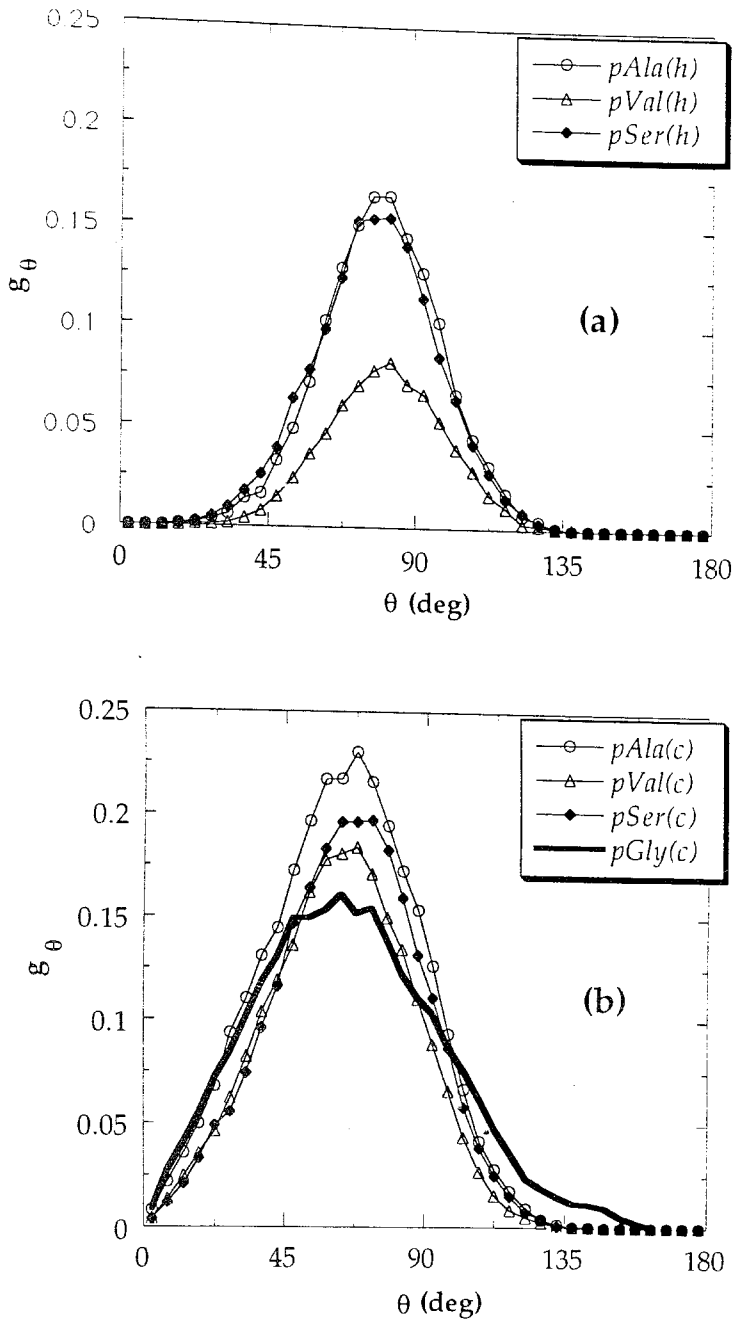 0.25
0.2
0.15
0.1
0.05
0
g_θ
pAla(h)
pVal(h)
pSer(h)
(a)
0 45 90 135 180
θ (deg)
0.25
0.2
0.15
0.1
0.05
0
g_θ
pAla(c)
pVal(c)
pSer(c)
pGly(c)
(b)
0 45 90 135 180
θ (deg)